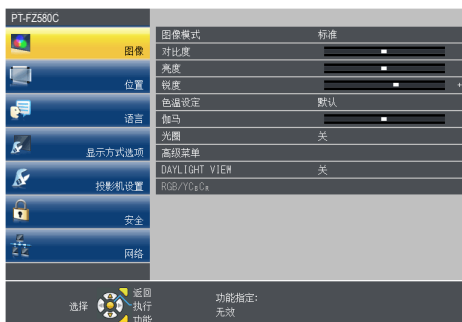 PT-FZ580C
图像
位置
语言
显示方式选项
投影机设置
安全
网络
图像模式 标准
对比度
亮度
锐度 +
色温设定 默认
伽马
光圈 关
高级菜单
DAYLIGHT VIEW 关
RGB/YCBCR
选择
返回
执行
功能
功能指定:
无效